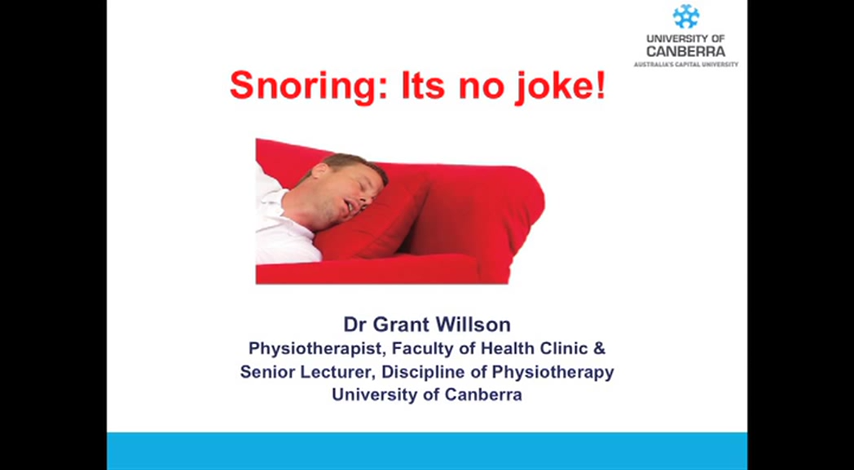 UNIVERSITY OF
CANBERRA
AUSTRALIA'S CAPITAL UNIVERSITY
Snoring: Its no joke!
Dr Grant Willson
Physiotherapist, Faculty of Health Clinic &
Senior Lecturer, Discipline of Physiotherapy
University of Canberra